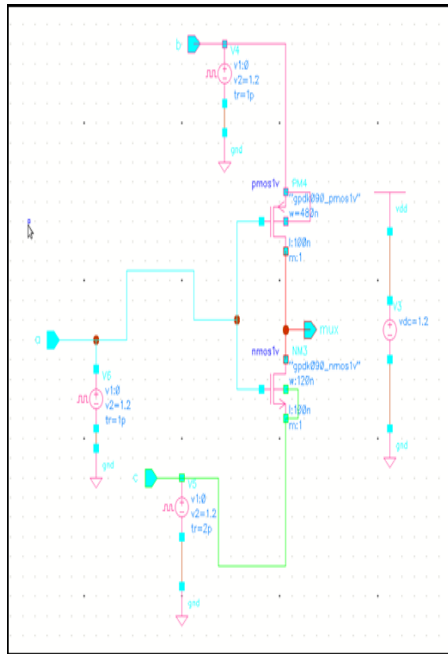 b
V4
v1:0
v2=1.2
tr=1p
gnd
pmos1v
PM4
"gpdk090_pmos1v"
w=480n
l:100n
m:1
vdd
mux
V3
vdc=1.2
gnd
nmos1v
NM3
"gpdk090_nmos1v"
w:120n
l:100n
m:1
a
V6
v1:0
v2=1.2
tr=1p
gnd
c
V5
v1:0
v2=1.2
tr=2p
gnd